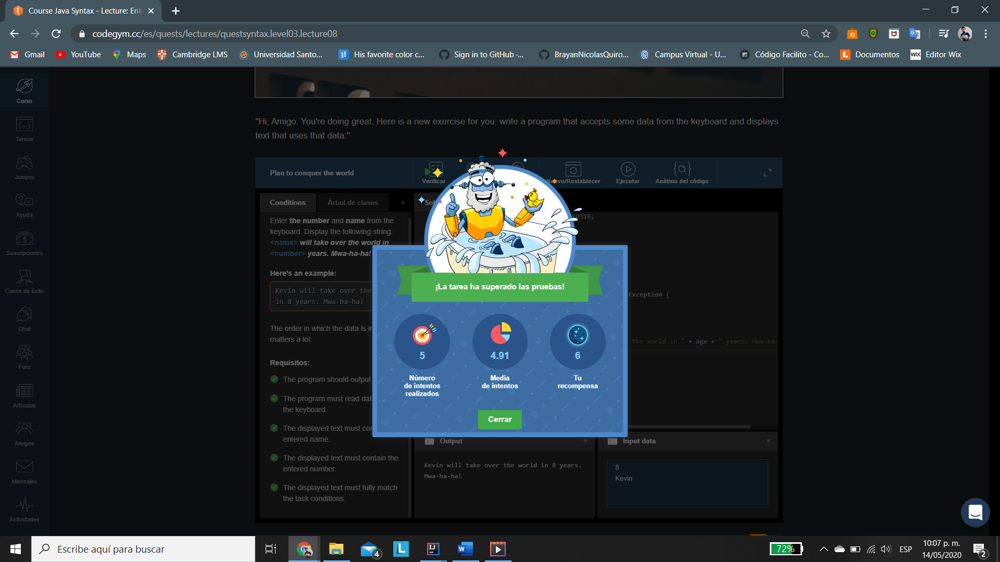 Course Java Syntax - Lecture: Ent
codegym.cc/es/quests/lectures/questsyntax.level03.lecture08
Gmail
YouTube
Maps
Cambridge LMS
Universidad Santo...
His favorite color c...
Sign in to GitHub ·...
BrayanNicolasQuiro...
Campus Virtual - U...
Código Facilito - Co...
Documentos
WIX
Editor Wix
Curso
Tareas
Juegos
Ayuda
Suscripciones
Casos de éxito
Chat
Foro
Artículos
Amigos
Mensajes
Actividades
"Hi, Amigo. You're doing great. Here is a new exercise for you: write a program that accepts some data from the keyboard and displays
text that uses that data:"
Plan to conquer the world
Verificar
Nuevo/Restablecer
Ejecutar
Análisis del código
Conditions
Árbol de clases
Enter the number and name from the
keyboard. Display the following string:
<name> will take over the world in
<number> years. Mwa-ha-ha!
Here's an example:
Kevin will take over the
in 8 years. Mwa-ha-ha!
The order in which the data is in
matters a lot.
Requisitos:
The program should output
The program must read dat
the keyboard.
The displayed text must con
entered name.
The displayed text must contain the
entered number.
The displayed text must fully match
the task conditions.
Sol
k0318;
Exception {
the world in " + age + " years. Mwa-ha-
¡La tarea ha superado las pruebas!
5
Número
de intentos
realizados
4.91
Media
de intentos
6
Tu
recompensa
Cerrar
Output
Kevin will take over the world in 8 years.
Mwa-ha-ha!
Input data
8
Kevin
Escribe aquí para buscar
4
L
IJ
W
72%
ESP
10:07 p. m.
14/05/2020
2